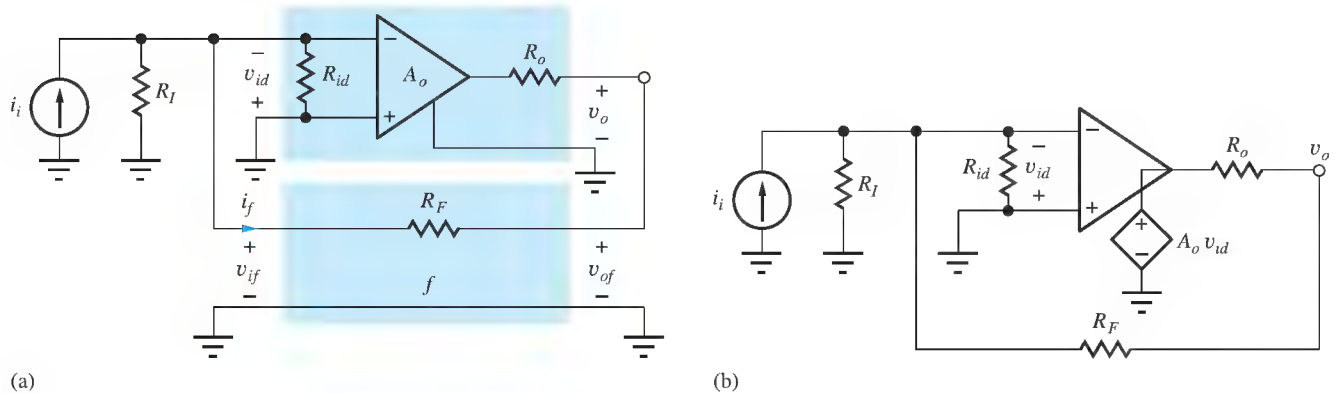 i_i
R_I
−
v_id
+
R_id
−
A_o
+
R_o
+
v_o
−
i_f
R_F
+
v_if
−
f
+
v_of
−
(a)
i_i
R_I
R_id
−
v_id
+
−
+
R_o
v_o
+
−
A_o v_id
R_F
(b)